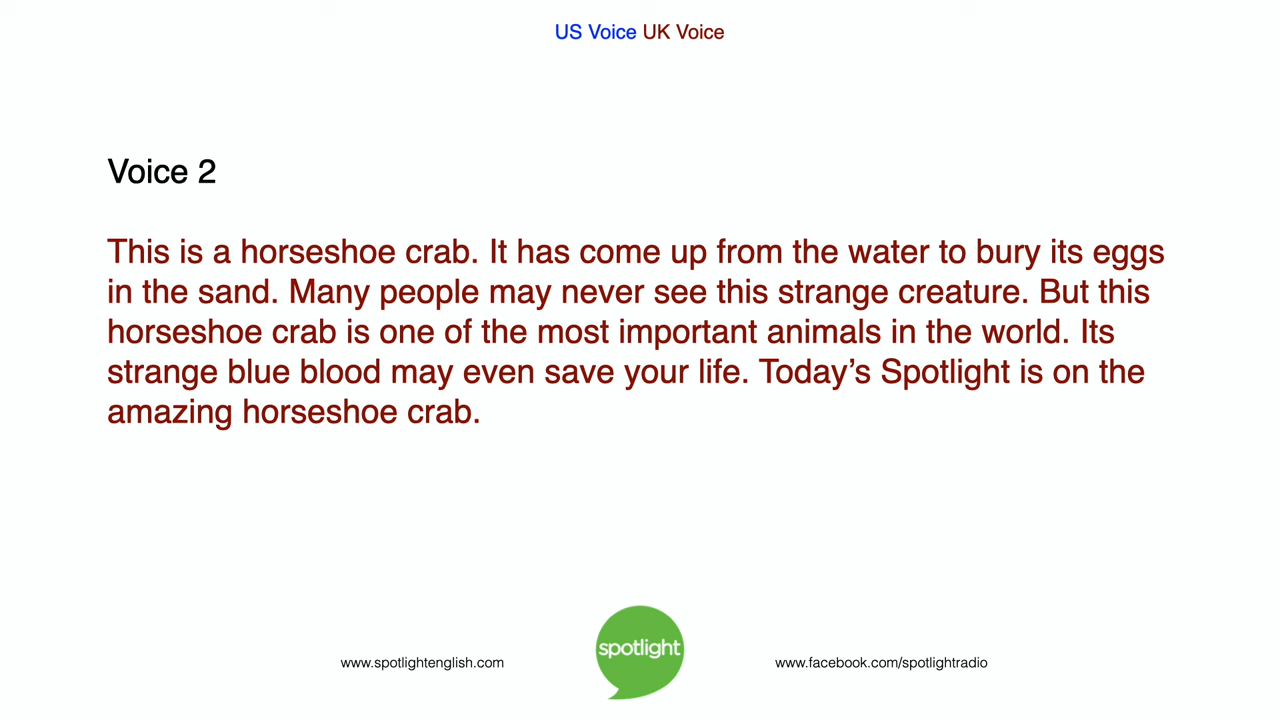 US Voice UK Voice
Voice 2
This is a horseshoe crab. It has come up from the water to bury its eggs
in the sand. Many people may never see this strange creature. But this
horseshoe crab is one of the most important animals in the world. Its
strange blue blood may even save your life. Today’s Spotlight is on the
amazing horseshoe crab.
spotlight
www.spotlightenglish.com
www.facebook.com/spotlightradio